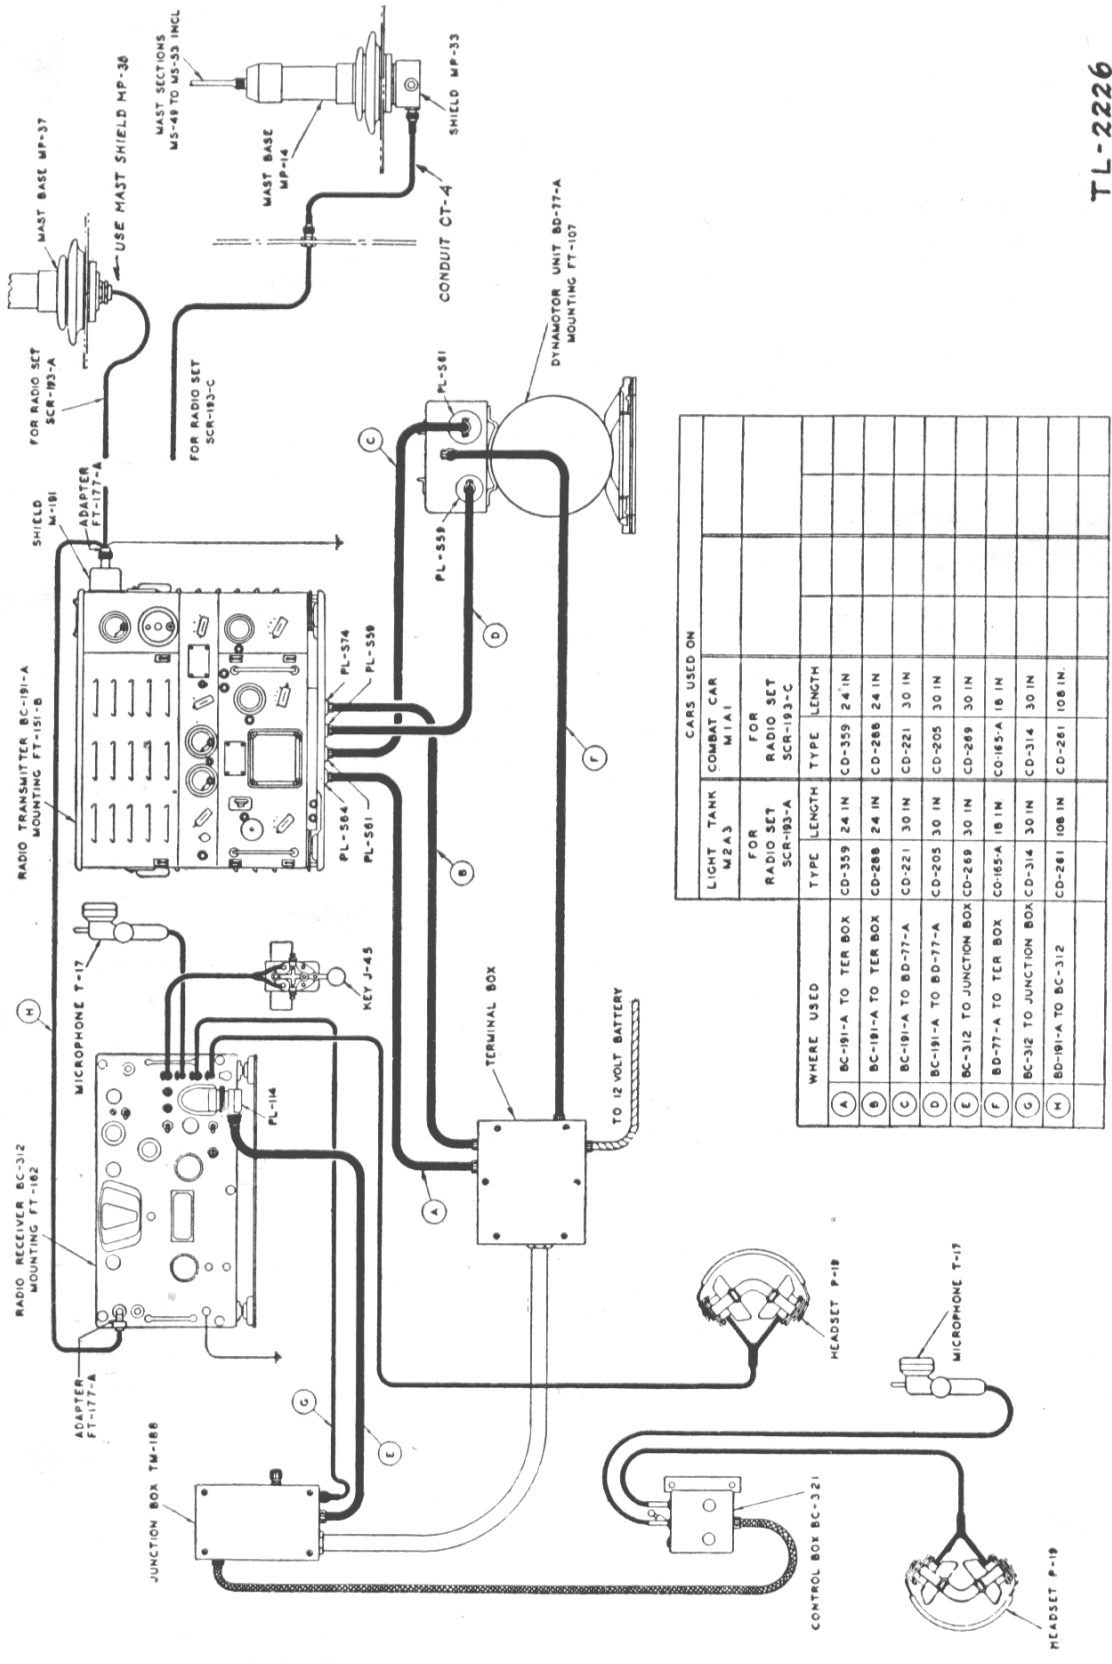 RADIO RECEIVER BC-312
MOUNTING FT-162
ADAPTER
FT-177-A
H
MICROPHONE T-17
RADIO TRANSMITTER BC-191-A
MOUNTING FT-151-B
SHIELD
M-191
ADAPTER
FT-177-A
FOR RADIO SET
SCR-193-A
MAST BASE MP-37
USE MAST SHIELD MP-38
MAST SECTIONS
MS-49 TO MS-53 INCL
MAST BASE
MP-14
SHIELD MP-33
CONDUIT CT-4
FOR RADIO SET
SCR-193-C
JUNCTION BOX TM-188
G
E
PL-114
KEY J-45
PL-S64
PL-S61
PL-S74
PL-S59
C
PL-S61
PL-S59
D
DYNAMOTOR UNIT BD-77-A
MOUNTING FT-107
A
B
F
TERMINAL BOX
TO 12 VOLT BATTERY
HEADSET P-19
CONTROL BOX BC-321
MICROPHONE T-17
HEADSET P-19
CARS USED ON
LIGHT TANK
M2A3
COMBAT CAR
M1A1
FOR
RADIO SET
SCR-193-A
FOR
RADIO SET
SCR-193-C
WHERE USED TYPE LENGTH TYPE LENGTH
A BC-191-A TO TER BOX CD-359 24 IN CD-359 24 IN
B BC-191-A TO TER BOX CD-288 24 IN CD-288 24 IN
C BC-191-A TO BD-77-A CD-221 30 IN CD-221 30 IN
D BC-191-A TO BD-77-A CD-205 30 IN CD-205 30 IN
E BC-312 TO JUNCTION BOX CD-269 30 IN CD-269 30 IN
F BD-77-A TO TER BOX CO-165-A 18 IN. CO-165-A 18 IN
G BC-312 TO JUNCTION BOX CD-314 30 IN CD-314 30 IN
H BD-191-A TO BC-312 CD-261 108 IN CD-261 108 IN.
TL-2226